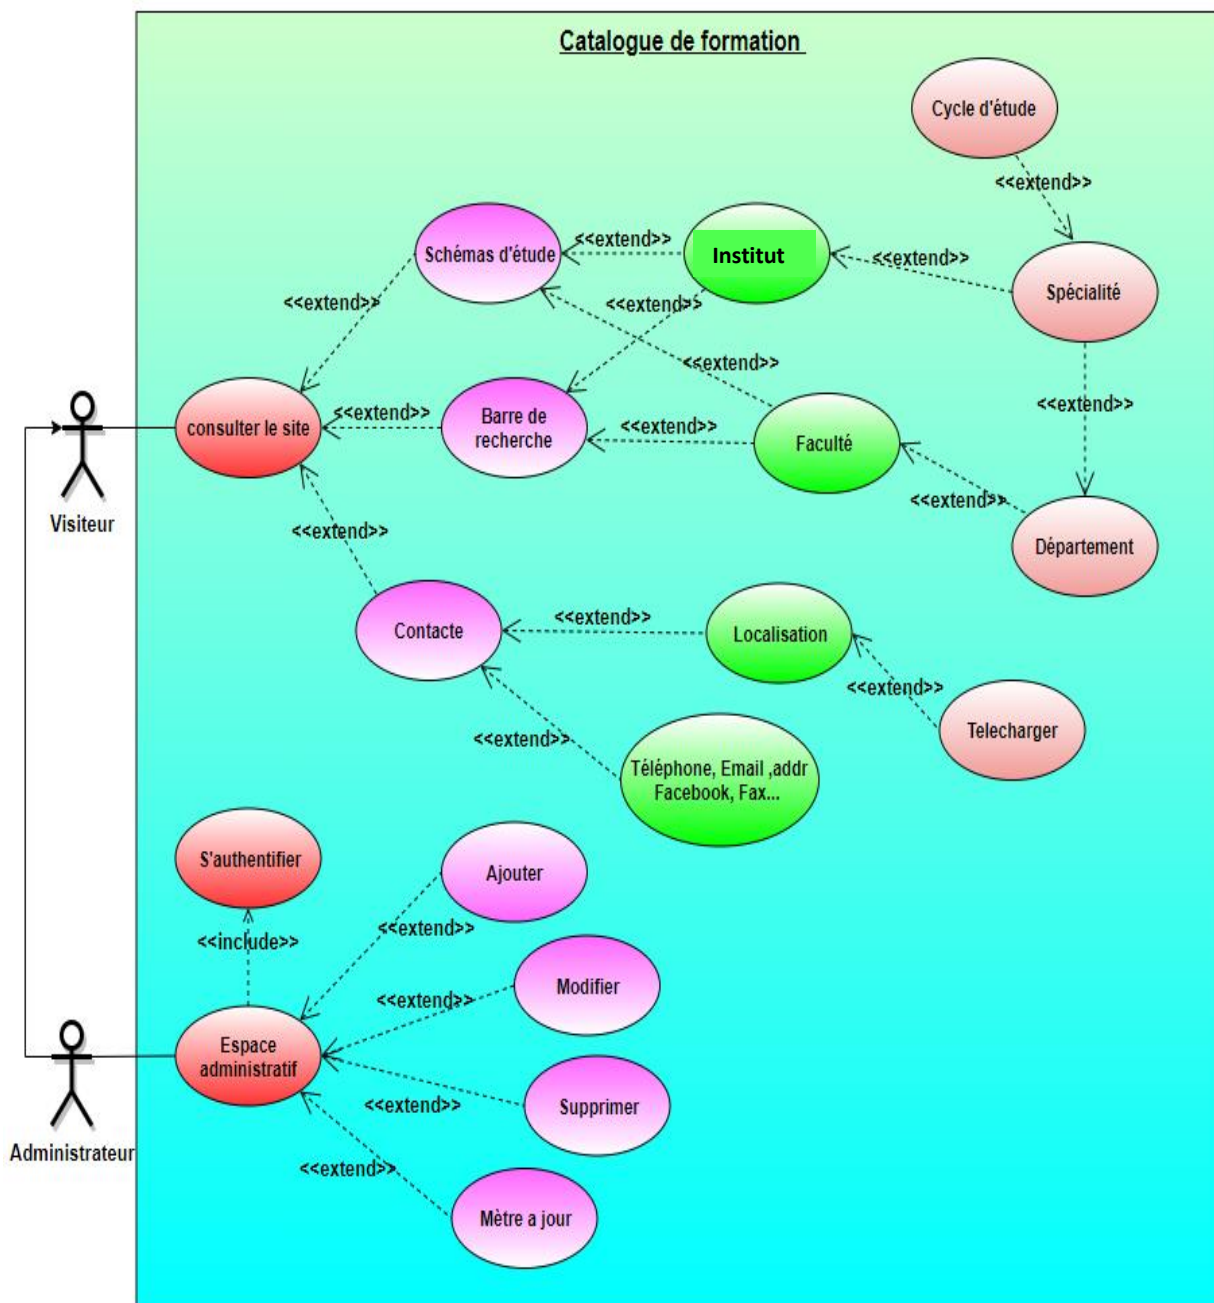 Catalogue de formation
Cycle d'étude
<<extend>>
Schémas d'étude
<<extend>>
Institut
<<extend>>
Spécialité
<<extend>>
<<extend>>
<<extend>>
consulter le site
<<extend>>
Barre de
recherche
<<extend>>
Faculté
<<extend>>
<<extend>>
Visiteur
<<extend>>
Département
Contacte
<<extend>>
Localisation
<<extend>>
Telecharger
<<extend>>
Téléphone, Email ,addr
Facebook, Fax...
S'authentifier
Ajouter
<<include>>
<<extend>>
Modifier
<<extend>>
Espace
administratif
<<extend>>
Supprimer
Administrateur
<<extend>>
Mètre a jour